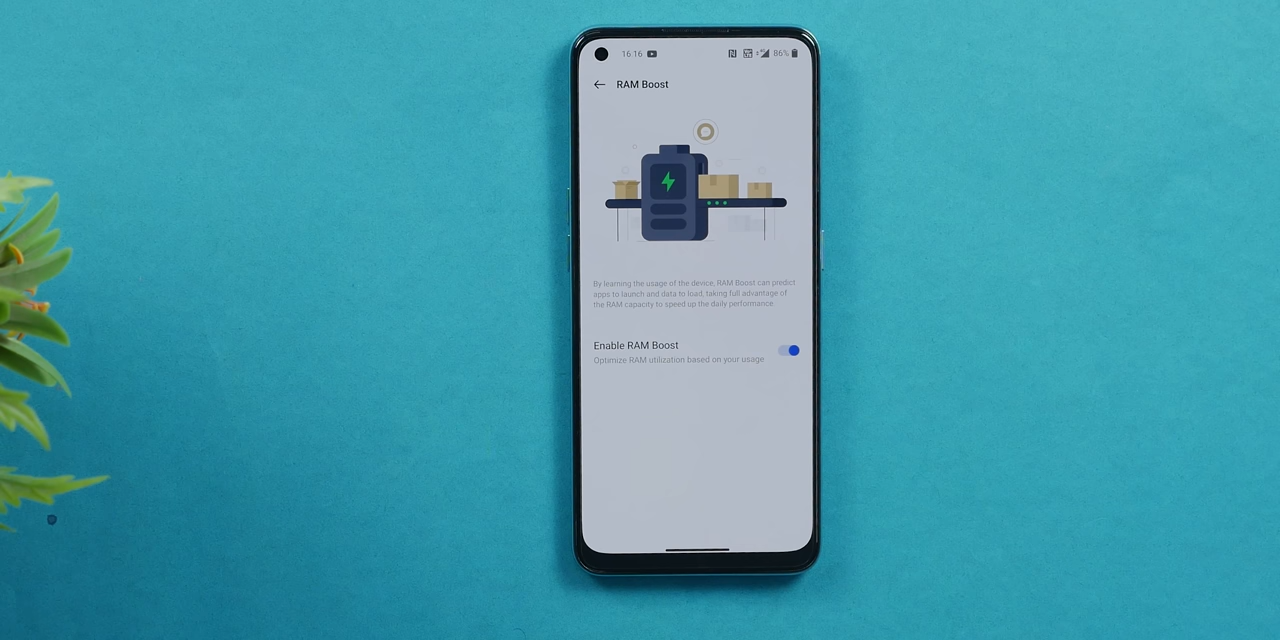 16:16 86%
RAM Boost
By learning the usage of the device, RAM Boost can predict
apps to launch and data to load, taking full advantage of
the RAM capacity to speed up the daily performance.
Enable RAM Boost
Optimize RAM utilization based on your usage